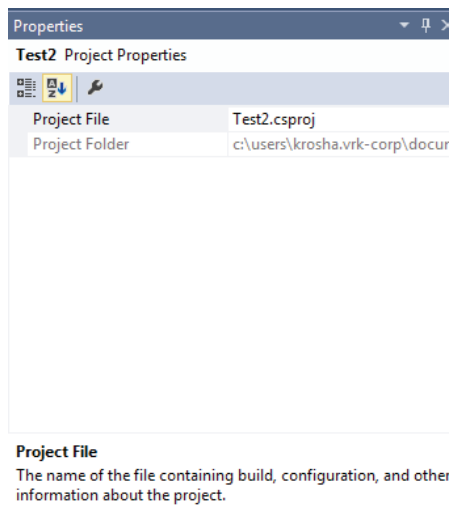 Properties
Test2 Project Properties
Project File Test2.csproj
Project Folder c:\users\krosha.vrk-corp\docur
Project File
The name of the file containing build, configuration, and other
information about the project.